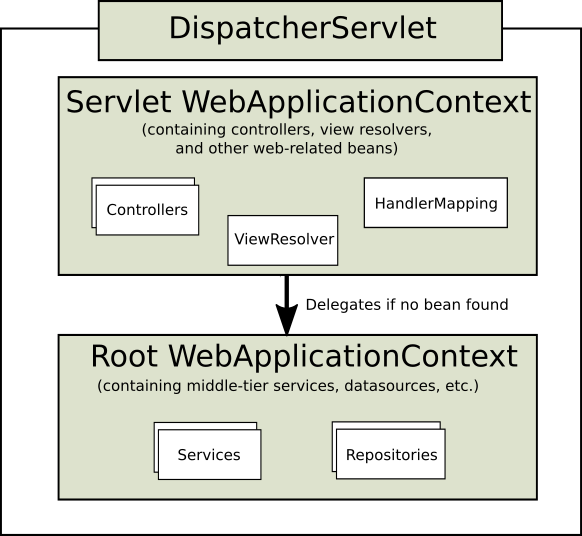 DispatcherServlet
Servlet WebApplicationContext
(containing controllers, view resolvers,
and other web-related beans)
Controllers
HandlerMapping
ViewResolver
Delegates if no bean found
Root WebApplicationContext
(containing middle-tier services, datasources, etc.)
Services
Repositories